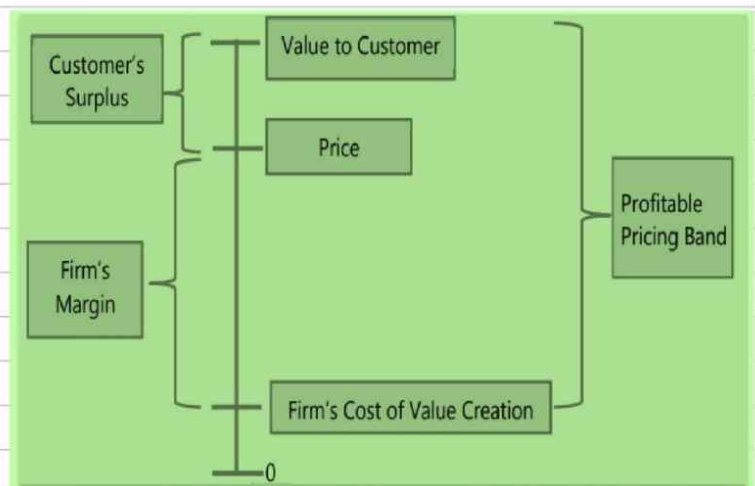 Value to Customer
Customer's
Surplus
Price
Profitable
Pricing Band
Firm's
Margin
Firm's Cost of Value Creation
0